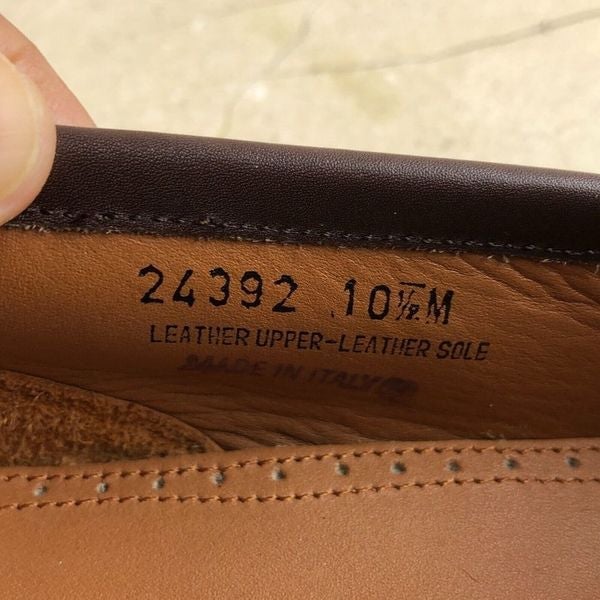 24392 10½M
LEATHER UPPER-LEATHER SOLE
MADE IN ITALY